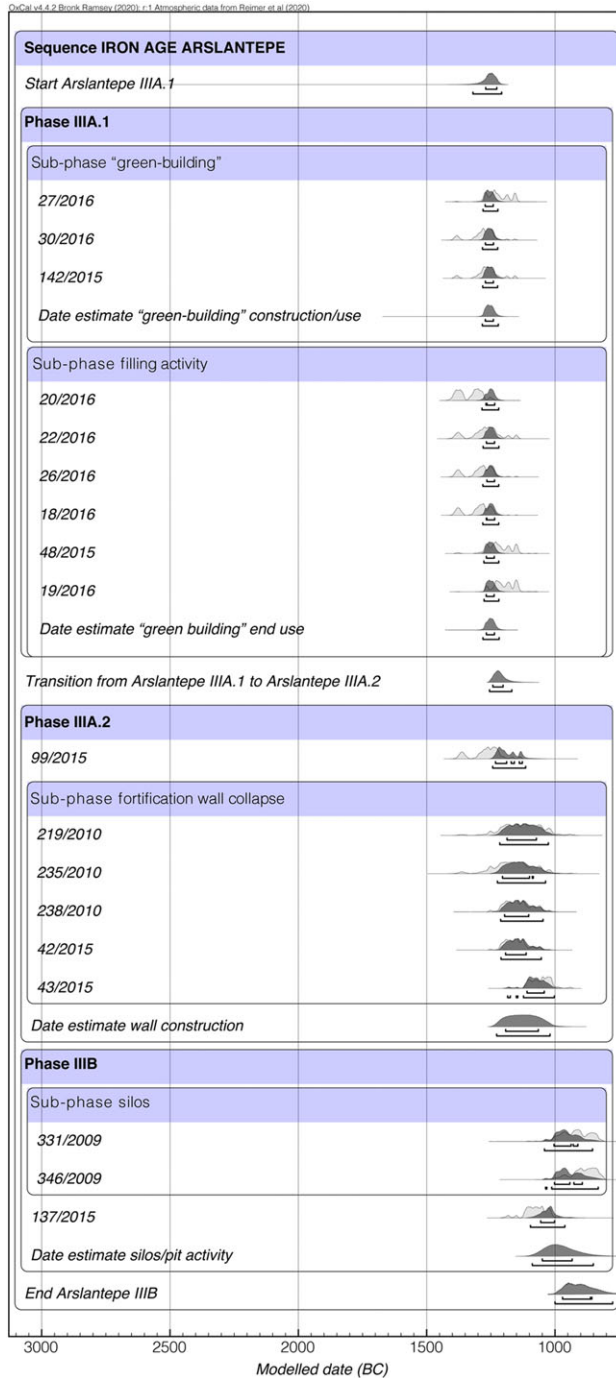 OxCal v4.4.2 Bronk Ramsey (2020); r:1 Atmospheric data from Reimer et al (2020)
Sequence IRON AGE ARSLANTEPE
Start Arslantepe IIIA.1
Phase IIIA.1
Sub-phase “green-building”
27/2016
30/2016
142/2015
Date estimate “green-building” construction/use
Sub-phase filling activity
20/2016
22/2016
26/2016
18/2016
48/2015
19/2016
Date estimate “green building” end use
Transition from Arslantepe IIIA.1 to Arslantepe IIIA.2
Phase IIIA.2
99/2015
Sub-phase fortification wall collapse
219/2010
235/2010
238/2010
42/2015
43/2015
Date estimate wall construction
Phase IIIB
Sub-phase silos
331/2009
346/2009
137/2015
Date estimate silos/pit activity
End Arslantepe IIIB
3000 2500 2000 1500 1000
Modelled date (BC)